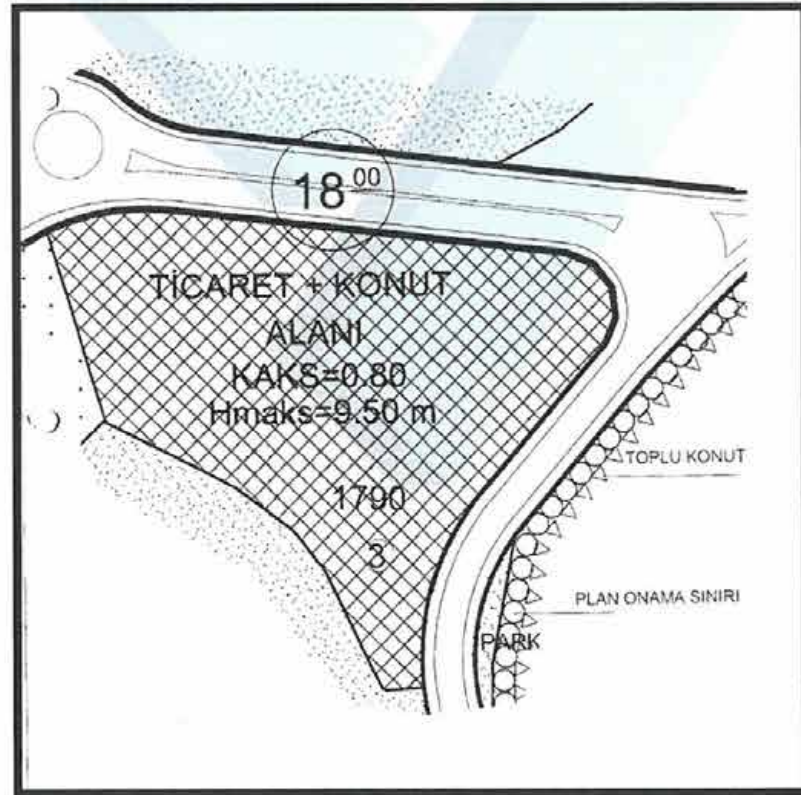 18.00
TİCARET + KONUT
ALANI
KAKS=0.80
Hmaks=9.50 m
1790
3
TOPLU KONUT
PLAN ONAMA SINIRI
PARK